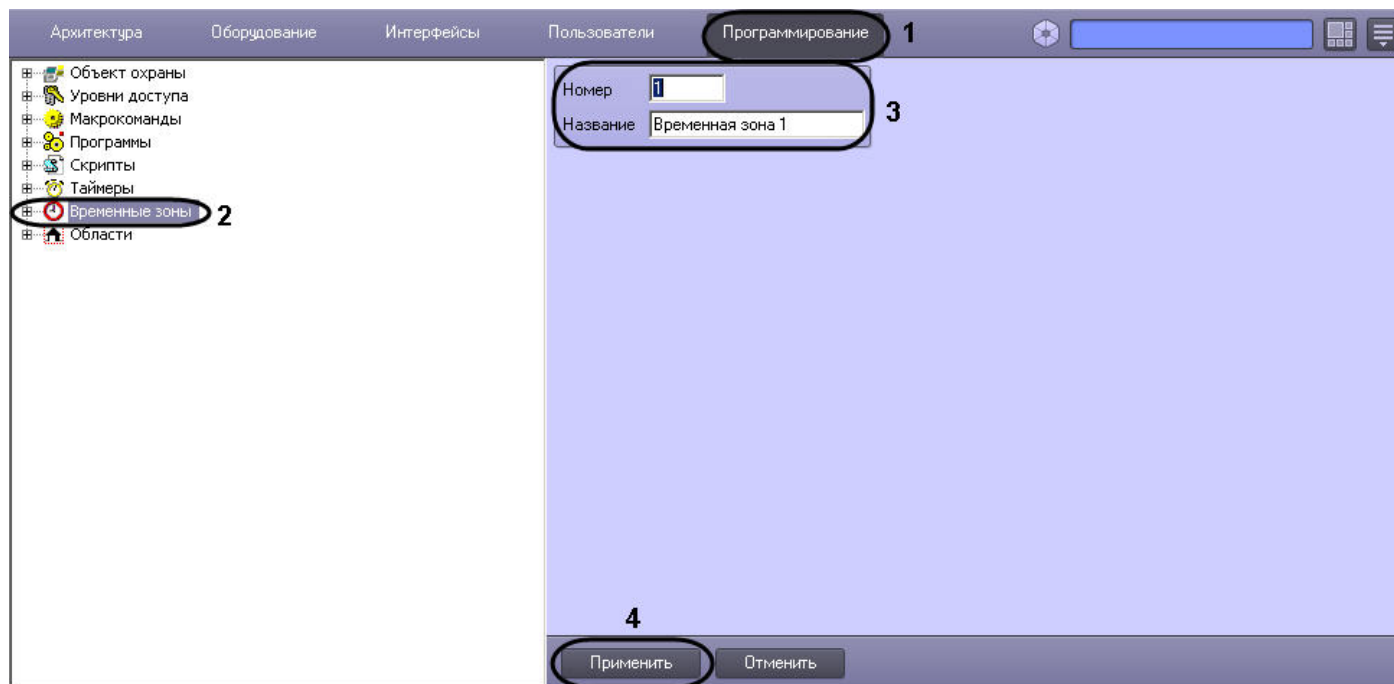 Архитектура Оборудование Интерфейсы Пользователи Программирование 1
Объект охраны
Уровни доступа
Макрокоманды
Программы
Скрипты
Таймеры
Временные зоны 2
Области
Номер 1
Название Временная зона 1
3
4
Применить Отменить